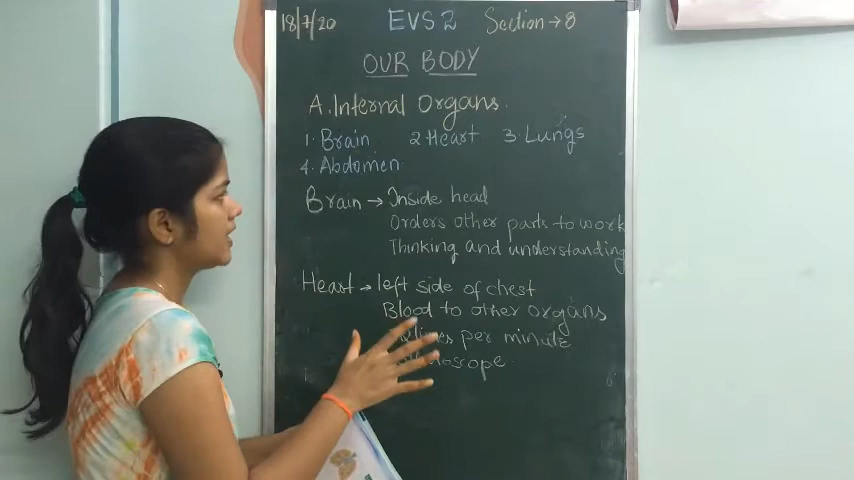 18/7/20 EVS 2 Section → 8
OUR BODY
A. Internal Organs.
1. Brain 2 Heart 3. Lungs
4. Abdomen
Brain → Inside head
Orders other parts to work
Thinking and understanding
Heart → left side of chest
Blood to other organs
per minute